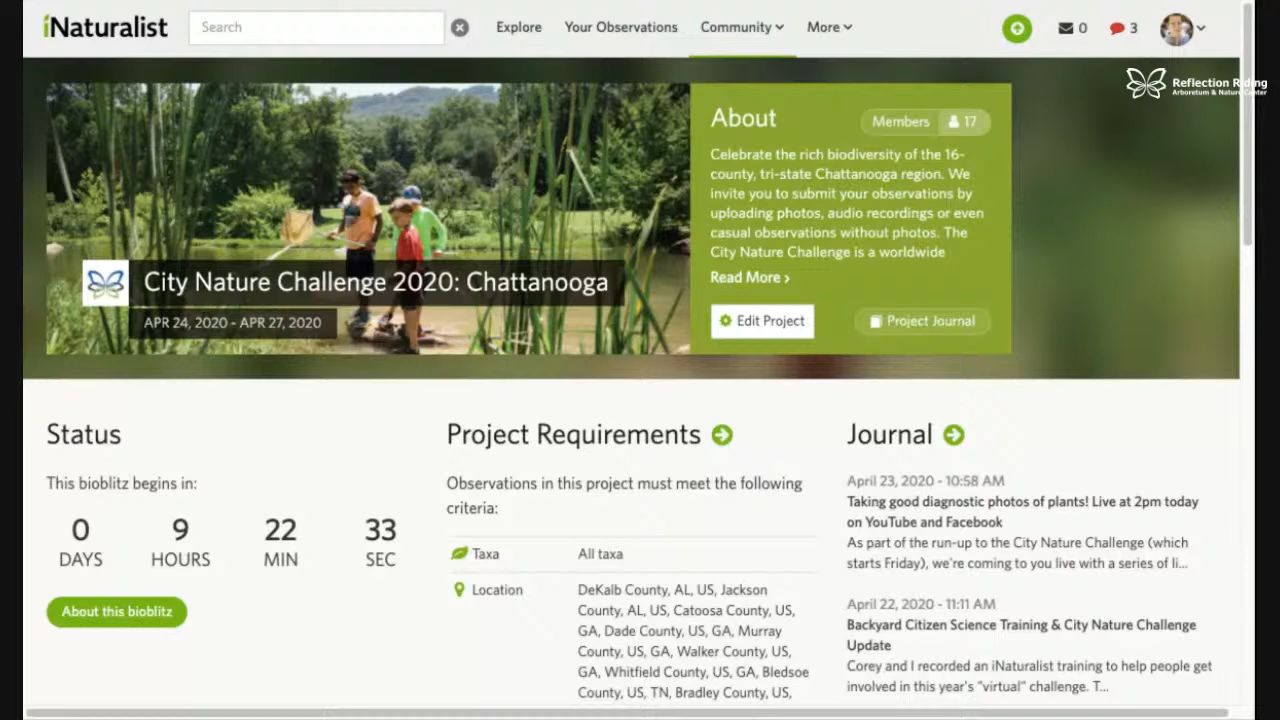 iNaturalist
Search
Explore
Your Observations
Community
More
0
3
Reflection Riding
Arboretum & Nature Center
City Nature Challenge 2020: Chattanooga
APR 24, 2020 - APR 27, 2020
About
Members 17
Celebrate the rich biodiversity of the 16-
county, tri-state Chattanooga region. We
invite you to submit your observations by
uploading photos, audio recordings or even
casual observations without photos. The
City Nature Challenge is a worldwide
Read More ›
Edit Project
Project Journal
Status
This bioblitz begins in:
0 9 22 33
DAYS HOURS MIN SEC
About this bioblitz
Project Requirements
Observations in this project must meet the following
criteria:
Taxa All taxa
Location DeKalb County, AL, US, Jackson
County, AL, US, Catoosa County, US,
GA, Dade County, US, GA, Murray
County, US, GA, Walker County, US,
GA, Whitfield County, US, GA, Bledsoe
County, US, TN, Bradley County, US,
Journal
April 23, 2020 - 10:58 AM
Taking good diagnostic photos of plants! Live at 2pm today
on YouTube and Facebook
As part of the run-up to the City Nature Challenge (which
starts Friday), we're coming to you live with a series of li...
April 22, 2020 - 11:11 AM
Backyard Citizen Science Training & City Nature Challenge
Update
Corey and I recorded an iNaturalist training to help people get
involved in this year's "virtual" challenge. T...